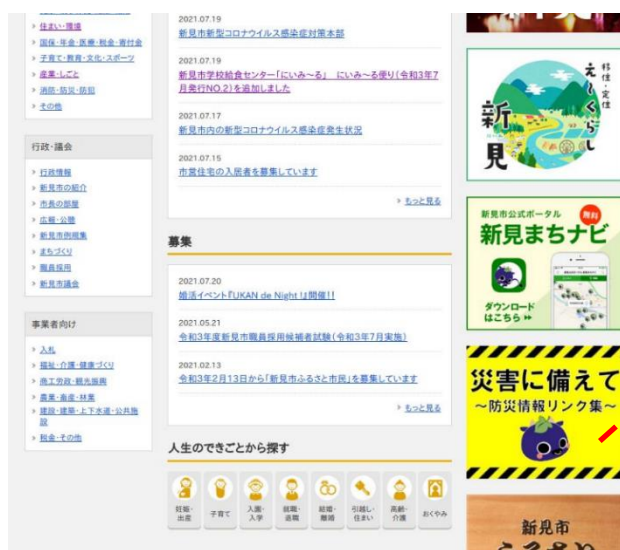 住まい・環境
国保・年金・医療・税金・寄付金
子育て・教育・文化・スポーツ
産業・しごと
消防・防災・防犯
その他
行政・議会
行政情報
新見市の紹介
市長の部屋
広報・公聴
新見市例規集
まちづくり
職員採用
新見市議会
事業者向け
入札
福祉・介護・健康づくり
商工労政・観光振興
農業・畜産・林業
建設・建築・上下水道・公共施
設
税金・その他
2021.07.19
新見市新型コロナウイルス感染症対策本部
2021.07.19
新見市学校給食センター「にいみ~る」 にいみ~る便り(令和3年7
月発行NO.2)を追加しました
2021.07.17
新見市内の新型コロナウイルス感染症発生状況
2021.07.15
市営住宅の入居者を募集しています
もっと見る
募集
2021.07.20
婚活イベント『UKAN de Night !』開催!!
2021.05.21
令和3年度新見市職員採用候補者試験(令和3年7月実施)
2021.02.13
令和3年2月13日から「新見市ふるさと市民」を募集しています
もっと見る
人生のできごとから探す
妊娠・
出産
子育て
入園・
入学
就職・
退職
結婚・
離婚
引越し・
住まい
高齢・
介護
おくやみ
移住・定住
え~くらし
新見
新見市公式ポータル
無料
新見まちナビ
ダウンロード
はこちら
災害に備えて
~防災情報リンク集~
新見市